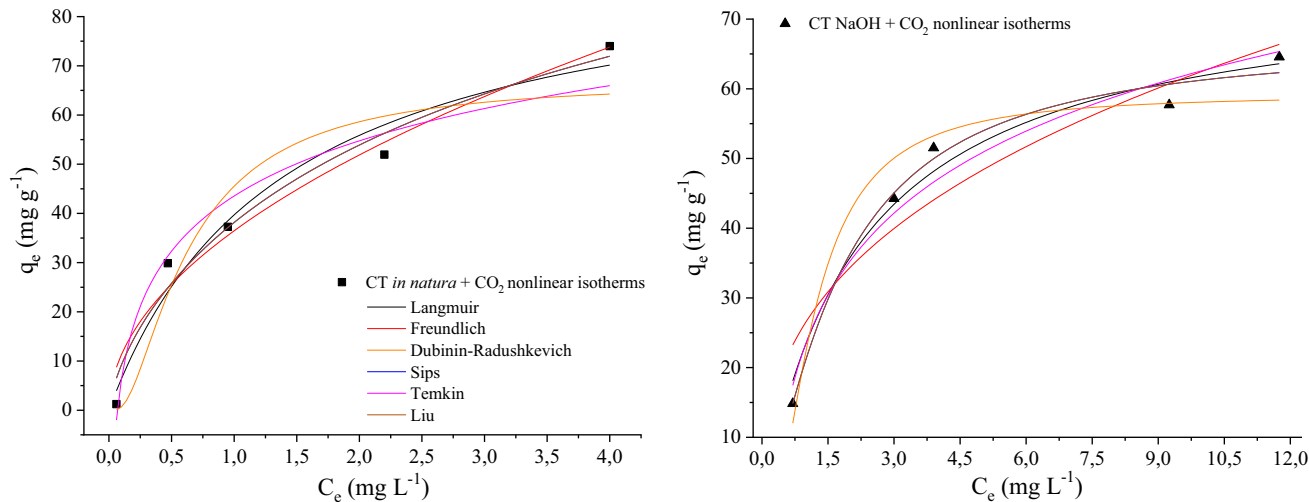 80
70
60
50
40
30
20
10
0
q_e (mg g⁻¹)
0,0 0,5 1,0 1,5 2,0 2,5 3,0 3,5 4,0
C_e (mg L⁻¹)
CT in natura + CO₂ nonlinear isotherms
Langmuir
Freundlich
Dubinin-Radushkevich
Sips
Temkin
Liu
70
60
50
40
30
20
10
q_e (mg g⁻¹)
0,0 1,5 3,0 4,5 6,0 7,5 9,0 10,5 12,0
C_e (mg L⁻¹)
CT NaOH + CO₂ nonlinear isotherms